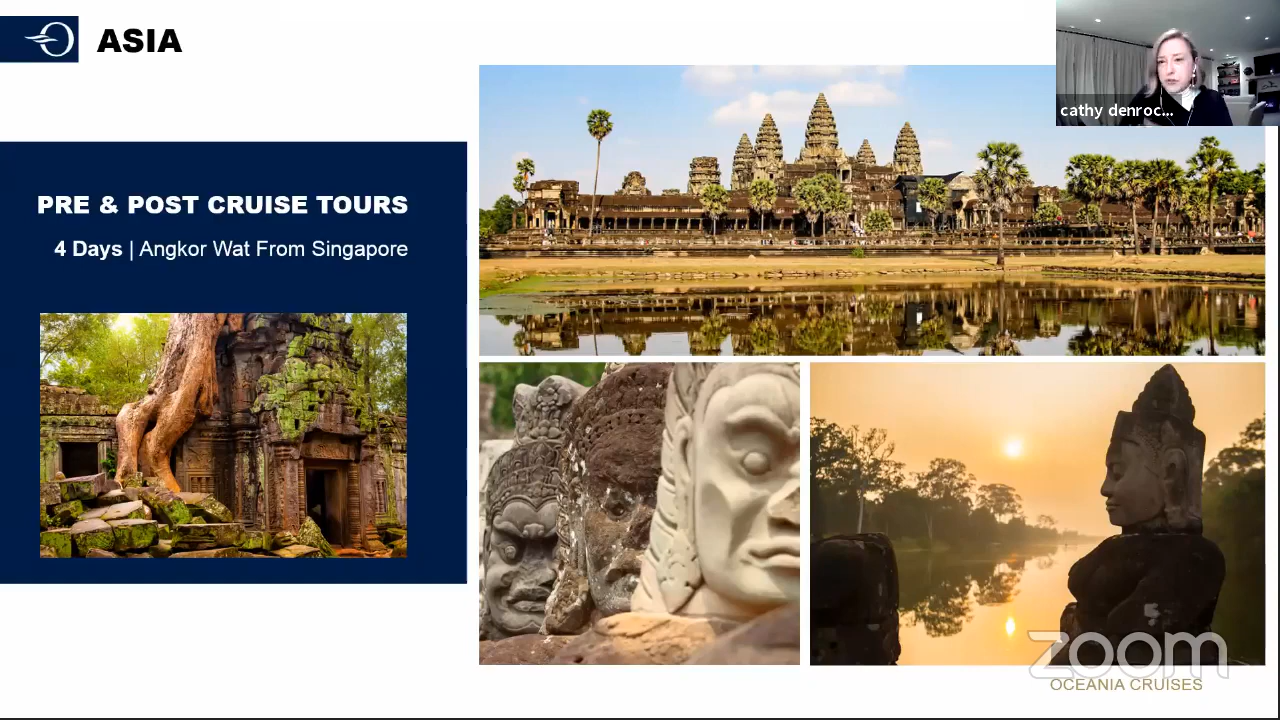 ASIA
cathy denroc...
PRE & POST CRUISE TOURS
4 Days | Angkor Wat From Singapore
zoom
OCEANIA CRUISES